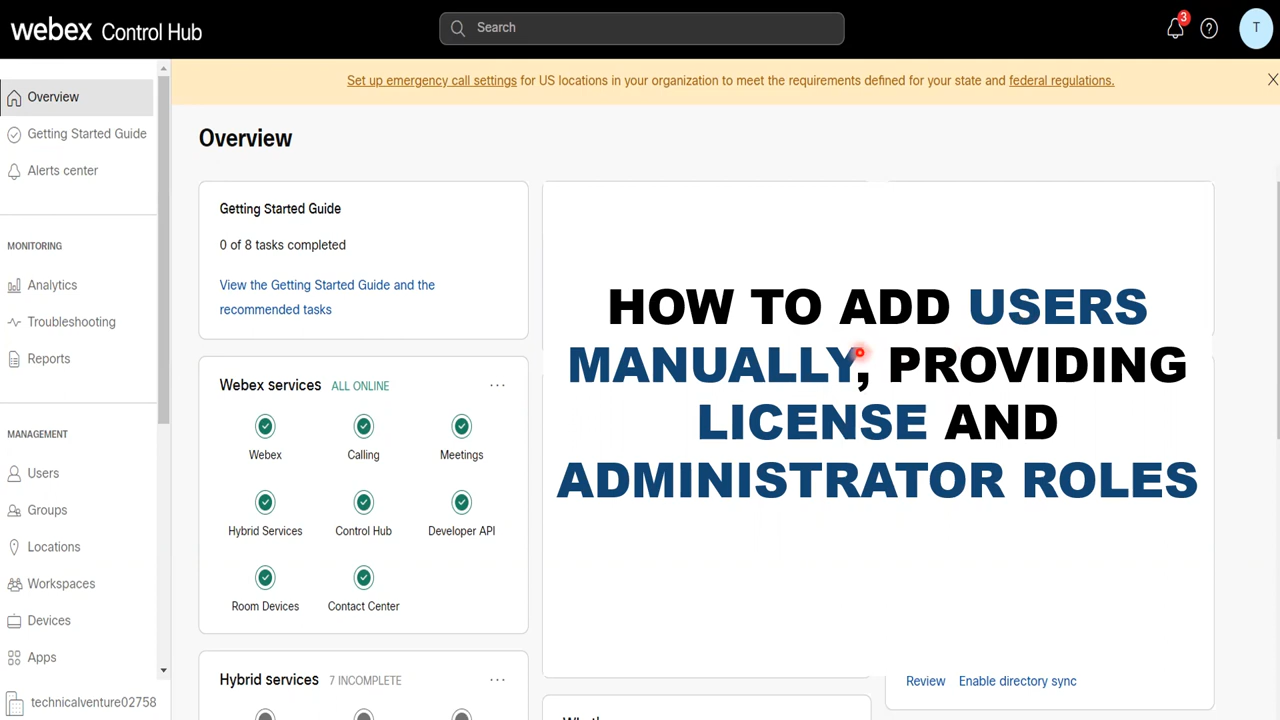 webex Control Hub
Search
3
T
Set up emergency call settings for US locations in your organization to meet the requirements defined for your state and federal regulations.
Overview
Getting Started Guide
Alerts center
MONITORING
Analytics
Troubleshooting
Reports
MANAGEMENT
Users
Groups
Locations
Workspaces
Devices
Apps
technicalventure02758
Overview
Getting Started Guide
0 of 8 tasks completed
View the Getting Started Guide and the
recommended tasks
Webex services ALL ONLINE
Webex Calling Meetings
Hybrid Services Control Hub Developer API
Room Devices Contact Center
Hybrid services 7 INCOMPLETE
HOW TO ADD USERS
MANUALLY, PROVIDING
LICENSE AND
ADMINISTRATOR ROLES
Review Enable directory sync